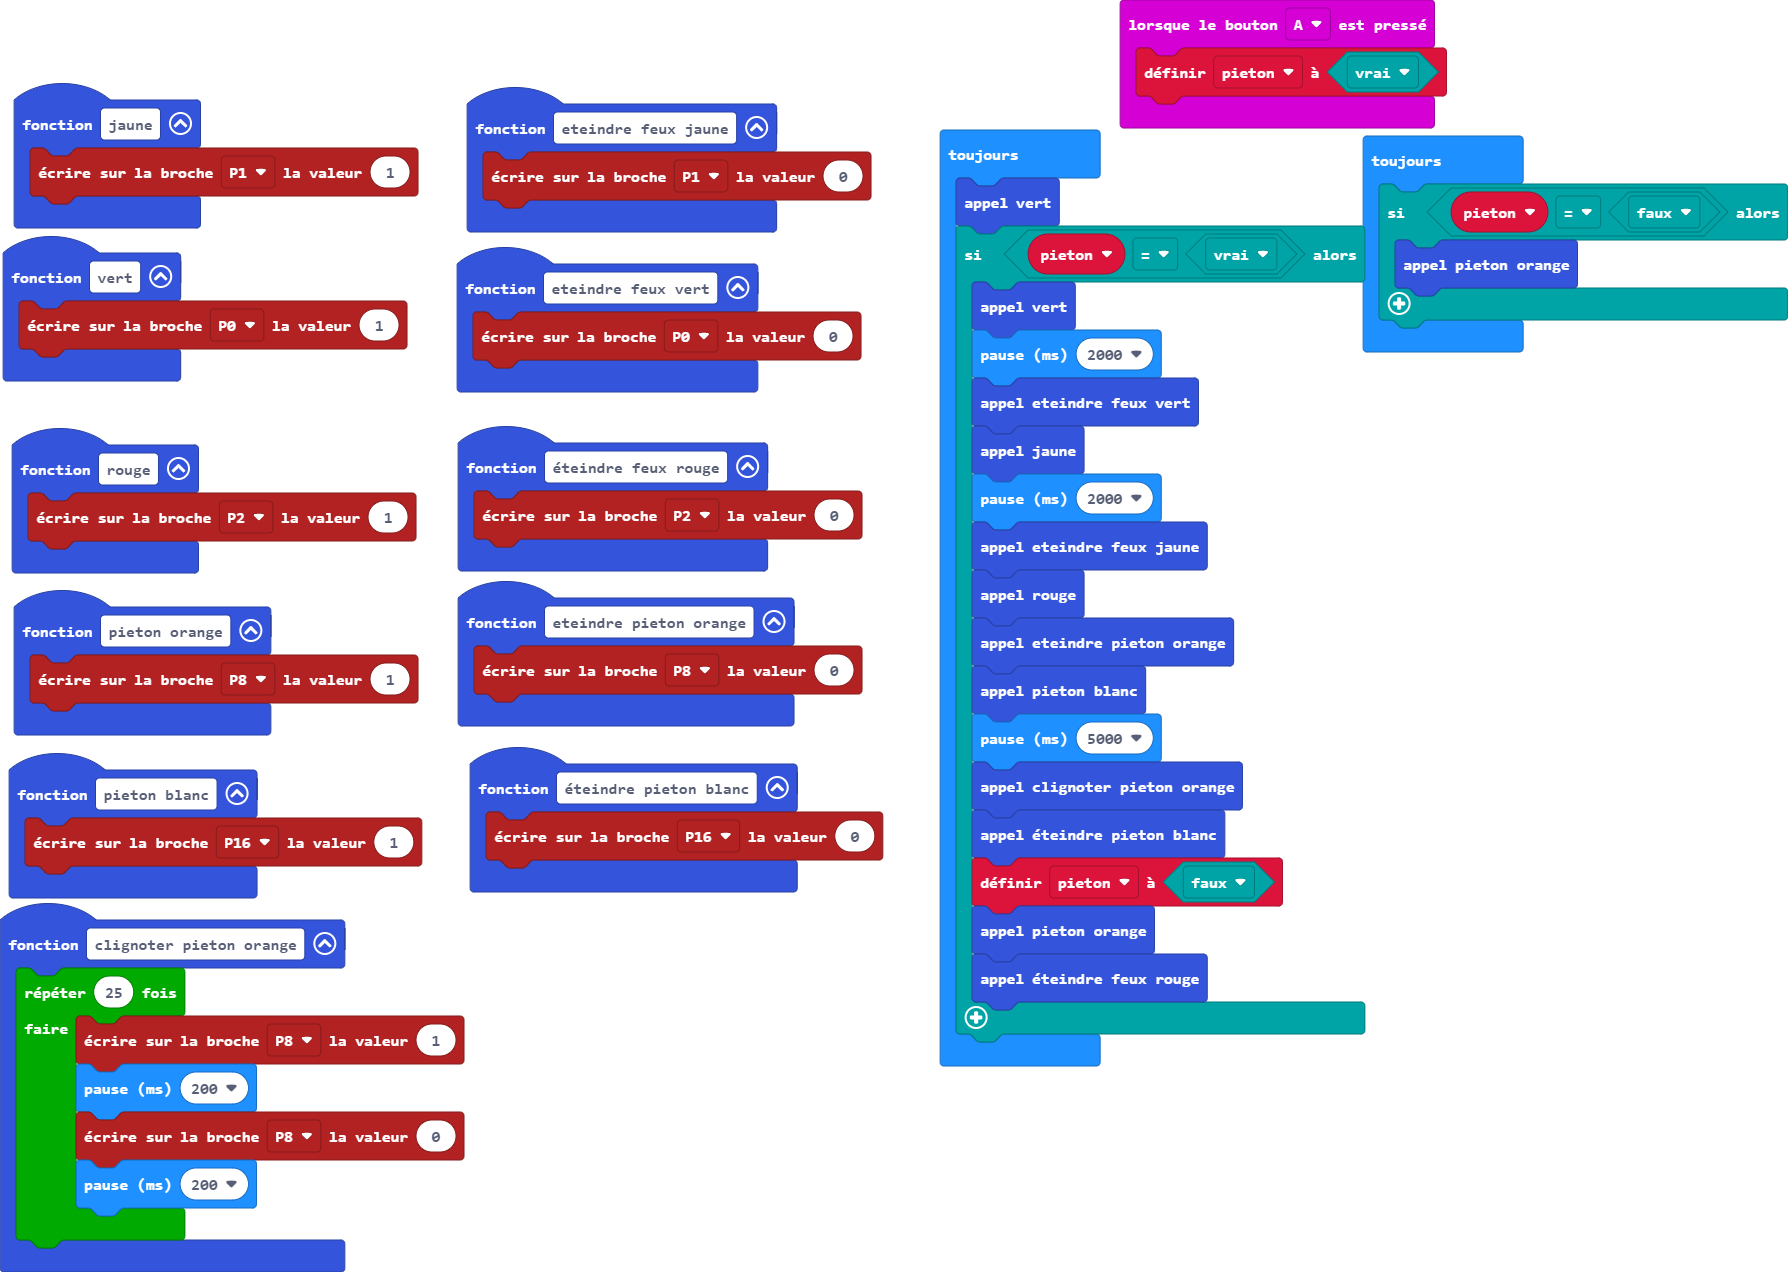 fonction jaune
écrire sur la broche P1 la valeur 1
fonction vert
écrire sur la broche P0 la valeur 1
fonction rouge
écrire sur la broche P2 la valeur 1
fonction pieton orange
écrire sur la broche P8 la valeur 1
fonction pieton blanc
écrire sur la broche P16 la valeur 1
fonction clignoter pieton orange
répéter 25 fois
faire
écrire sur la broche P8 la valeur 1
pause (ms) 200
écrire sur la broche P8 la valeur 0
pause (ms) 200
fonction eteindre feux jaune
écrire sur la broche P1 la valeur 0
fonction eteindre feux vert
écrire sur la broche P0 la valeur 0
fonction éteindre feux rouge
écrire sur la broche P2 la valeur 0
fonction eteindre pieton orange
écrire sur la broche P8 la valeur 0
fonction éteindre pieton blanc
écrire sur la broche P16 la valeur 0
lorsque le bouton A est pressé
définir pieton à vrai
toujours
appel vert
si pieton = vrai alors
appel vert
pause (ms) 2000
appel eteindre feux vert
appel jaune
pause (ms) 2000
appel eteindre feux jaune
appel rouge
appel eteindre pieton orange
appel pieton blanc
pause (ms) 5000
appel clignoter pieton orange
appel éteindre pieton blanc
définir pieton à faux
appel pieton orange
appel éteindre feux rouge
toujours
si pieton = faux alors
appel pieton orange